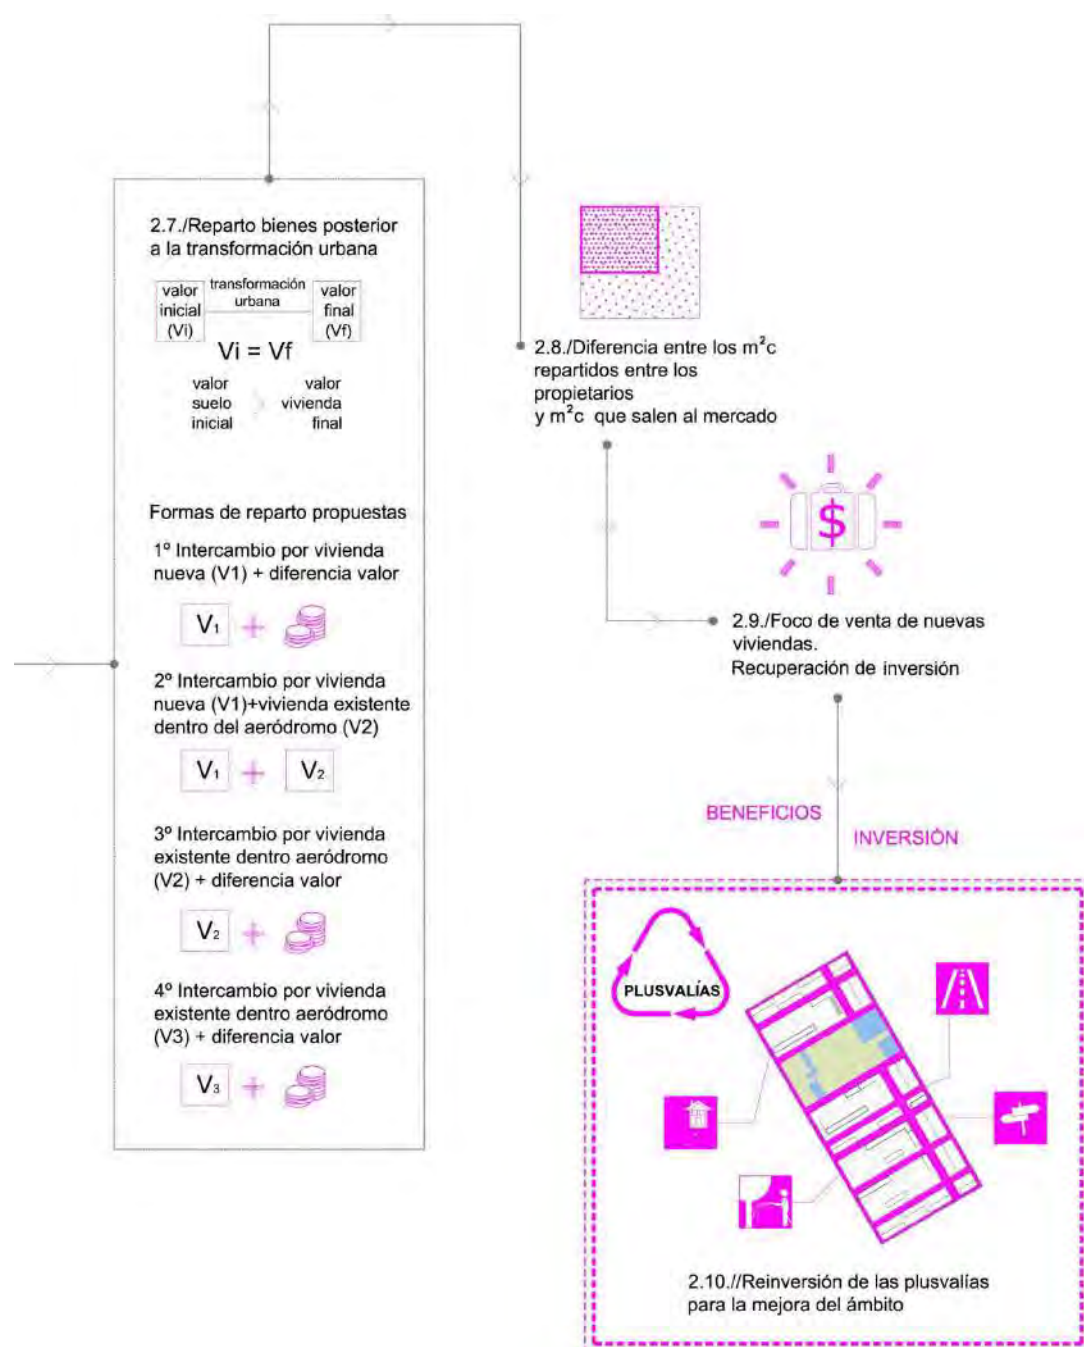 2.7./Reparto bienes posterior
a la transformación urbana
valor
inicial
(Vi)
transformación
urbana
valor
final
(Vf)
Vi = Vf
valor
suelo
inicial
valor
vivienda
final
Formas de reparto propuestas
1º Intercambio por vivienda
nueva (V1) + diferencia valor
V1 +
2º Intercambio por vivienda
nueva (V1)+vivienda existente
dentro del aeródromo (V2)
V1 + V2
3º Intercambio por vivienda
existente dentro aeródromo
(V2) + diferencia valor
V2 +
4º Intercambio por vivienda
existente dentro aeródromo
(V3) + diferencia valor
V3 +
2.8./Diferencia entre los m²c
repartidos entre los
propietarios
y m²c que salen al mercado
$
2.9./Foco de venta de nuevas
viviendas.
Recuperación de inversión
BENEFICIOS
INVERSIÓN
PLUSVALÍAS
2.10.//Reinversión de las plusvalías
para la mejora del ámbito